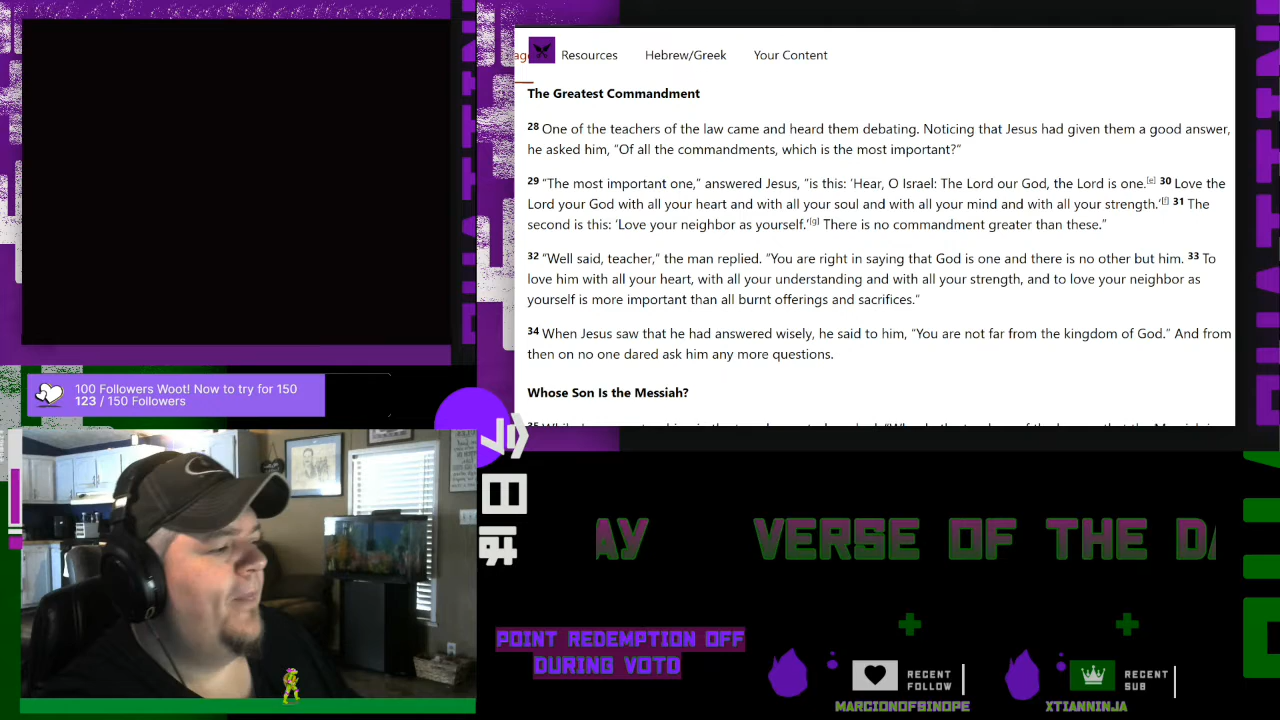 Resources Hebrew/Greek Your Content
The Greatest Commandment
28 One of the teachers of the law came and heard them debating. Noticing that Jesus had given them a good answer,
he asked him, “Of all the commandments, which is the most important?”
29 “The most important one,” answered Jesus, “is this: ‘Hear, O Israel: The Lord our God, the Lord is one.[e] 30 Love the
Lord your God with all your heart and with all your soul and with all your mind and with all your strength.’[f] 31 The
second is this: ‘Love your neighbor as yourself.’[g] There is no commandment greater than these.”
32 “Well said, teacher,” the man replied. “You are right in saying that God is one and there is no other but him. 33 To
love him with all your heart, with all your understanding and with all your strength, and to love your neighbor as
yourself is more important than all burnt offerings and sacrifices.”
34 When Jesus saw that he had answered wisely, he said to him, “You are not far from the kingdom of God.” And from
then on no one dared ask him any more questions.
Whose Son Is the Messiah?
100 Followers Woot! Now to try for 150
123 / 150 Followers
AY VERSE OF THE DA
POINT REDEMPTION OFF
DURING VOTD
RECENT
FOLLOW
MARCIONOFSINOPE
RECENT
SUB
XTIANNINJA